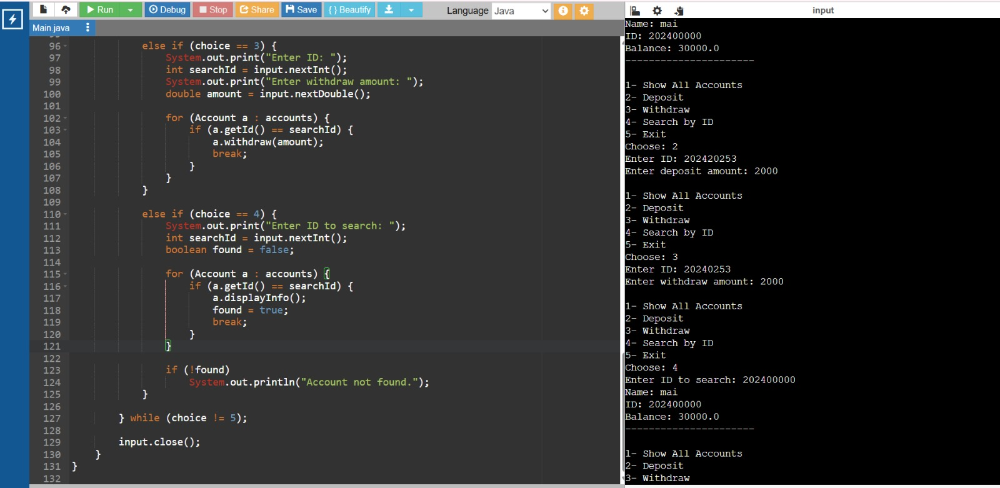 Run Debug Stop Share Save { } Beautify Language Java
input
Main.java
96 else if (choice == 3) {
97 System.out.print("Enter ID: ");
98 int searchId = input.nextInt();
99 System.out.print("Enter withdraw amount: ");
100 double amount = input.nextDouble();
101
102 for (Account a : accounts) {
103 if (a.getId() == searchId) {
104 a.withdraw(amount);
105 break;
106 }
107 }
108 }
109
110 else if (choice == 4) {
111 System.out.print("Enter ID to search: ");
112 int searchId = input.nextInt();
113 boolean found = false;
114
115 for (Account a : accounts) {
116 if (a.getId() == searchId) {
117 a.displayInfo();
118 found = true;
119 break;
120 }
121 }
122
123 if (!found)
124 System.out.println("Account not found.");
125 }
126
127 } while (choice != 5);
128
129 input.close();
130 }
131 }
132
Name: mai
ID: 202400000
Balance: 30000.0
----------------------
1- Show All Accounts
2- Deposit
3- Withdraw
4- Search by ID
5- Exit
Choose: 2
Enter ID: 202420253
Enter deposit amount: 2000
1- Show All Accounts
2- Deposit
3- Withdraw
4- Search by ID
5- Exit
Choose: 3
Enter ID: 20240253
Enter withdraw amount: 2000
1- Show All Accounts
2- Deposit
3- Withdraw
4- Search by ID
5- Exit
Choose: 4
Enter ID to search: 202400000
Name: mai
ID: 202400000
Balance: 30000.0
----------------------
1- Show All Accounts
2- Deposit
3- Withdraw